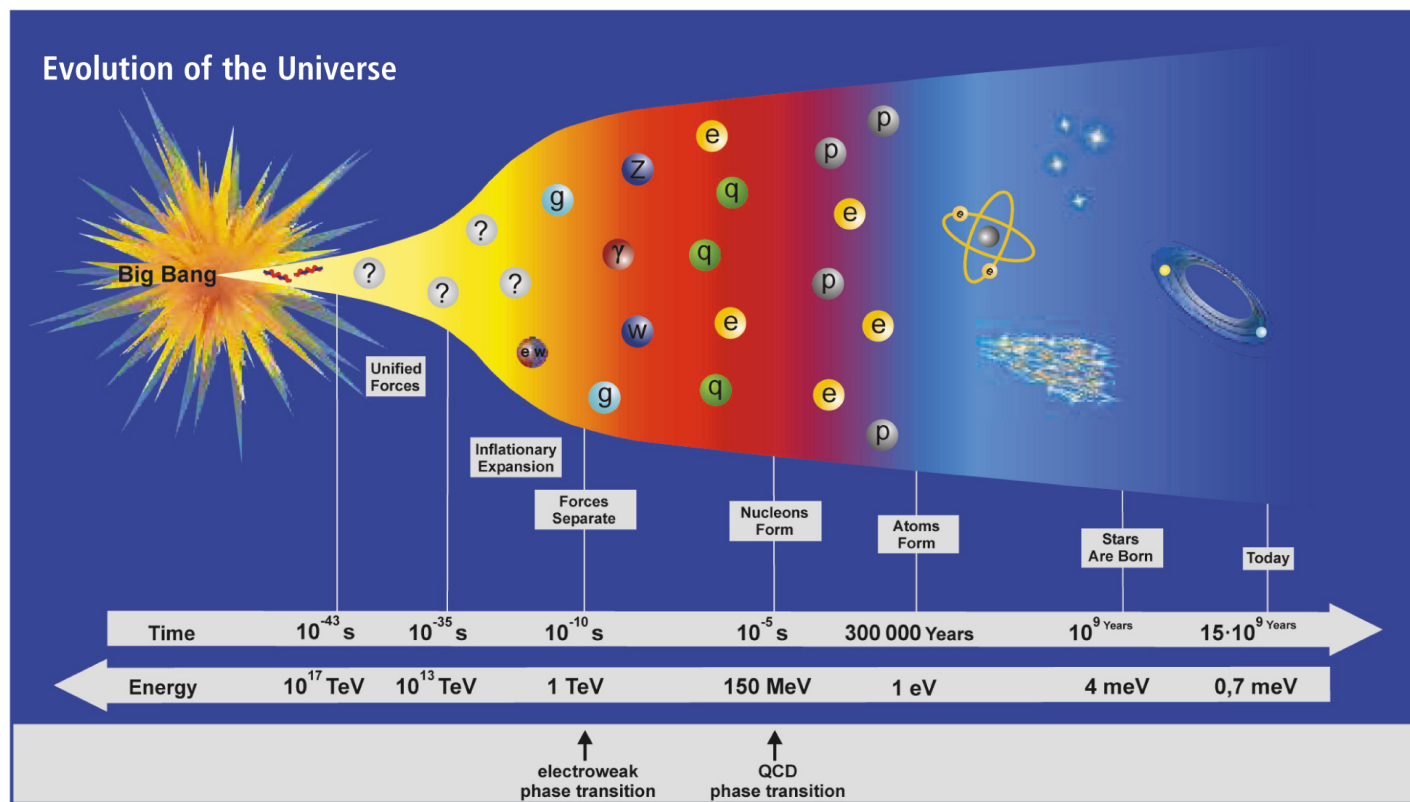 Evolution of the Universe
Big Bang
?
?
?
?
e w
g
g
Z
γ
w
e
q
q
e
q
p
p
e
p
e
e
p
e
e
Unified
Forces
Inflationary
Expansion
Forces
Separate
Nucleons
Form
Atoms
Form
Stars
Are Born
Today
Time 10⁻⁴³ s 10⁻³⁵ s 10⁻¹⁰ s 10⁻⁵ s 300 000 Years 10⁹ Years 15·10⁹ Years
Energy 10¹⁷ TeV 10¹³ TeV 1 TeV 150 MeV 1 eV 4 meV 0,7 meV
electroweak
phase transition
QCD
phase transition